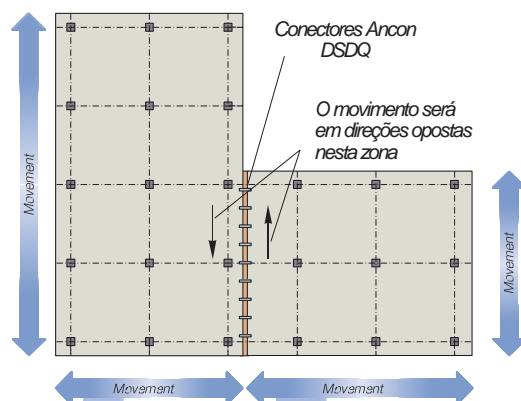 Conectores Ancon
DSDQ
O movimento será
em direções opostas
nesta zona
Movement
Movement
Movement
Movement